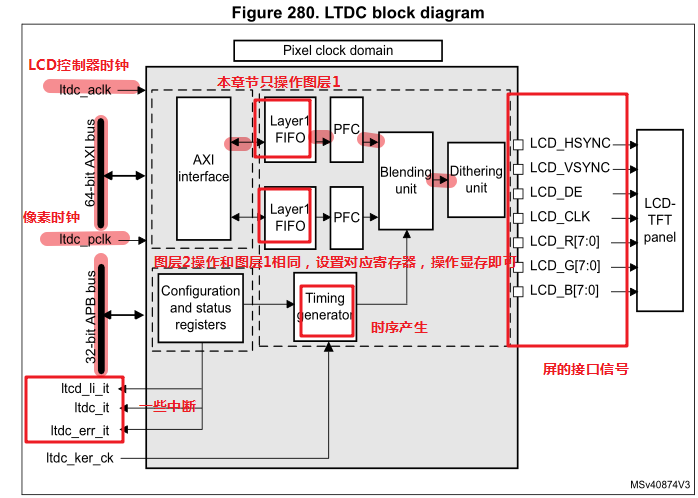 Figure 280. LTDC block diagram
Pixel clock domain
LCD控制器时钟
ltdc_aclk
本章节只操作图层1
64-bit AXI bus
AXI
interface
Layer1
FIFO
PFC
Blending
unit
Dithering
unit
Layer1
FIFO
PFC
像素时钟
ltdc_pclk
图层2操作和图层1相同，设置对应寄存器，操作显存即可
32-bit APB bus
Configuration
and status
registers
Timing
generator
时序产生
LCD_HSYNC
LCD_VSYNC
LCD_DE
LCD_CLK
LCD_R[7:0]
LCD_G[7:0]
LCD_B[7:0]
LCD-
TFT
panel
屏的接口信号
ltcd_li_it
ltdc_it
ltdc_err_it
一些中断
ltdc_ker_ck
MSv40874V3